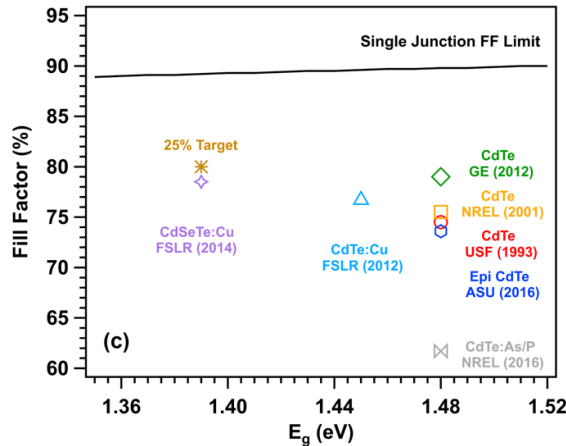 95
90
85
80
75
70
65
60
Fill Factor (%)
Single Junction FF Limit
25% Target
CdSeTe:Cu
FSLR (2014)
CdTe:Cu
FSLR (2012)
CdTe
GE (2012)
CdTe
NREL (2001)
CdTe
USF (1993)
Epi CdTe
ASU (2016)
CdTe:As/P
NREL (2016)
(c)
1.36
1.40
1.44
1.48
1.52
Eg (eV)